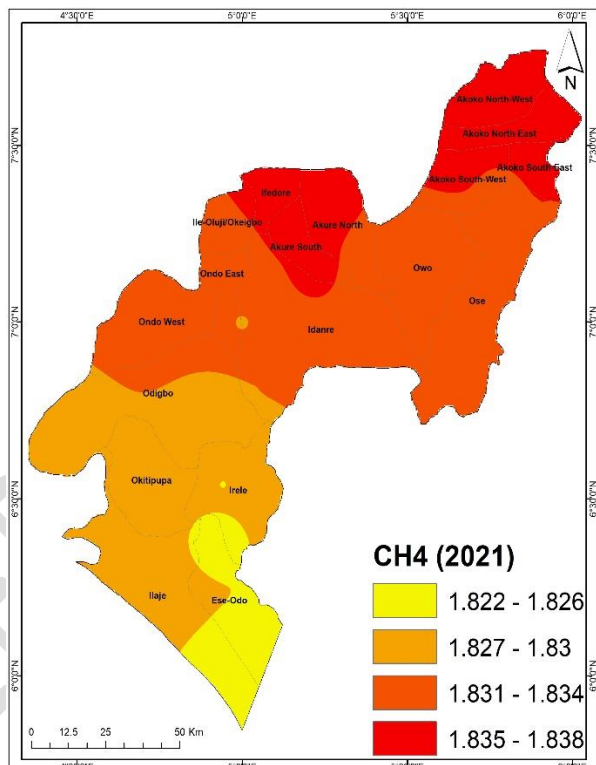 4°30'0"E 5°0'0"E 5°30'0"E 6°0'0"E
N
7°30'0"N
7°0'0"N
6°30'0"N
6°0'0"N
Akoko North-West
Akoko North-East
Akoko South-East
Akoko South-West
Ifedore
Ile-Oluji/Okeigbo
Akure North
Akure South
Ondo East
Owo
Ose
Ondo West
Idanre
Odigbo
Okitipupa
Irele
Ilaje
Ese-Odo
CH4 (2021)
1.822 - 1.826
1.827 - 1.83
1.831 - 1.834
1.835 - 1.838
0 12.5 25 50 Km
7°30'0"N
7°0'0"N
6°30'0"N
6°0'0"N